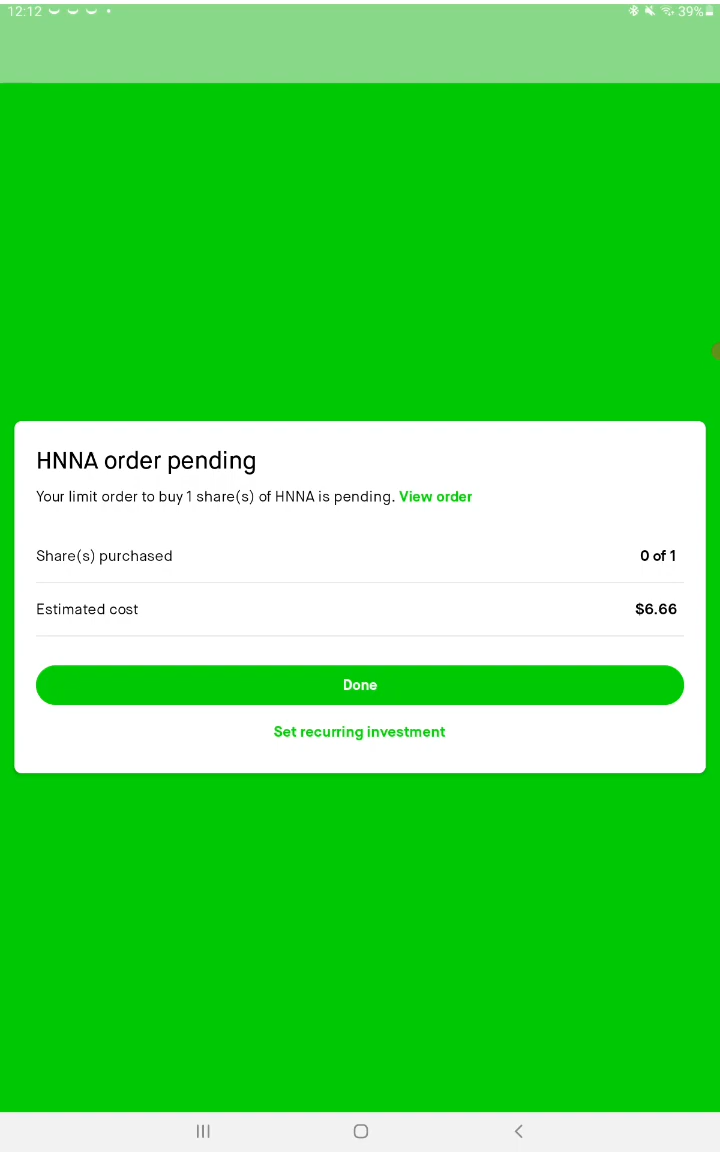 12:12
39%
HNNA order pending
Your limit order to buy 1 share(s) of HNNA is pending. View order
Share(s) purchased 0 of 1
Estimated cost $6.66
Done
Set recurring investment